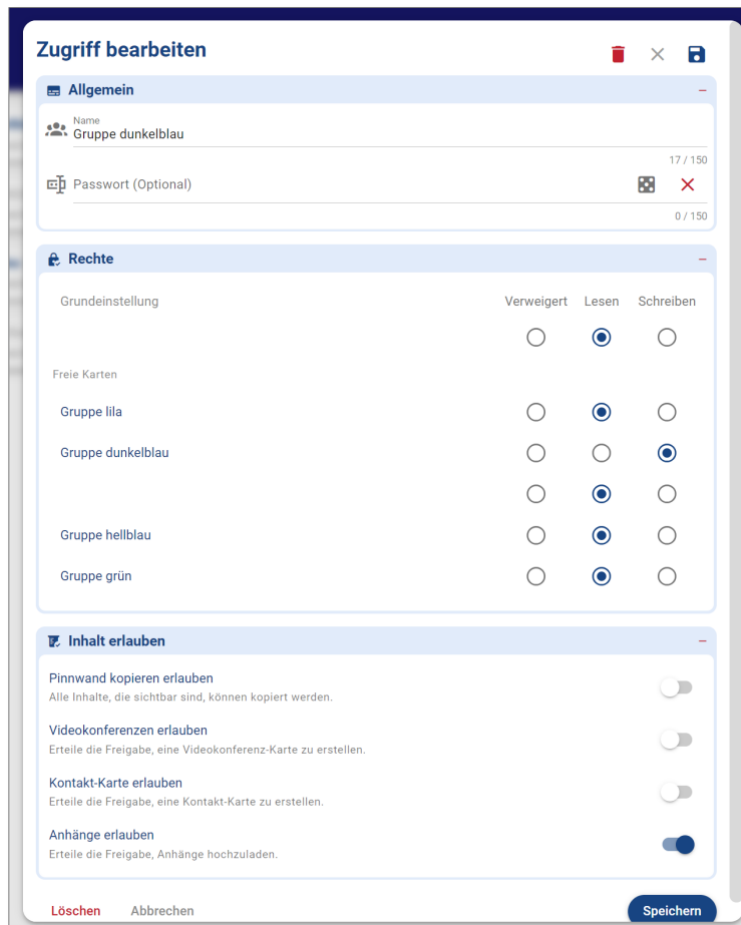 Zugriff bearbeiten
Allgemein
Name
Gruppe dunkelblau
17 / 150
Passwort (Optional)
0 / 150
Rechte
Grundeinstellung Verweigert Lesen Schreiben
Freie Karten
Gruppe lila
Gruppe dunkelblau
Gruppe hellblau
Gruppe grün
Inhalt erlauben
Pinnwand kopieren erlauben
Alle Inhalte, die sichtbar sind, können kopiert werden.
Videokonferenzen erlauben
Erteile die Freigabe, eine Videokonferenz-Karte zu erstellen.
Kontakt-Karte erlauben
Erteile die Freigabe, eine Kontakt-Karte zu erstellen.
Anhänge erlauben
Erteile die Freigabe, Anhänge hochzuladen.
Löschen Abbrechen Speichern